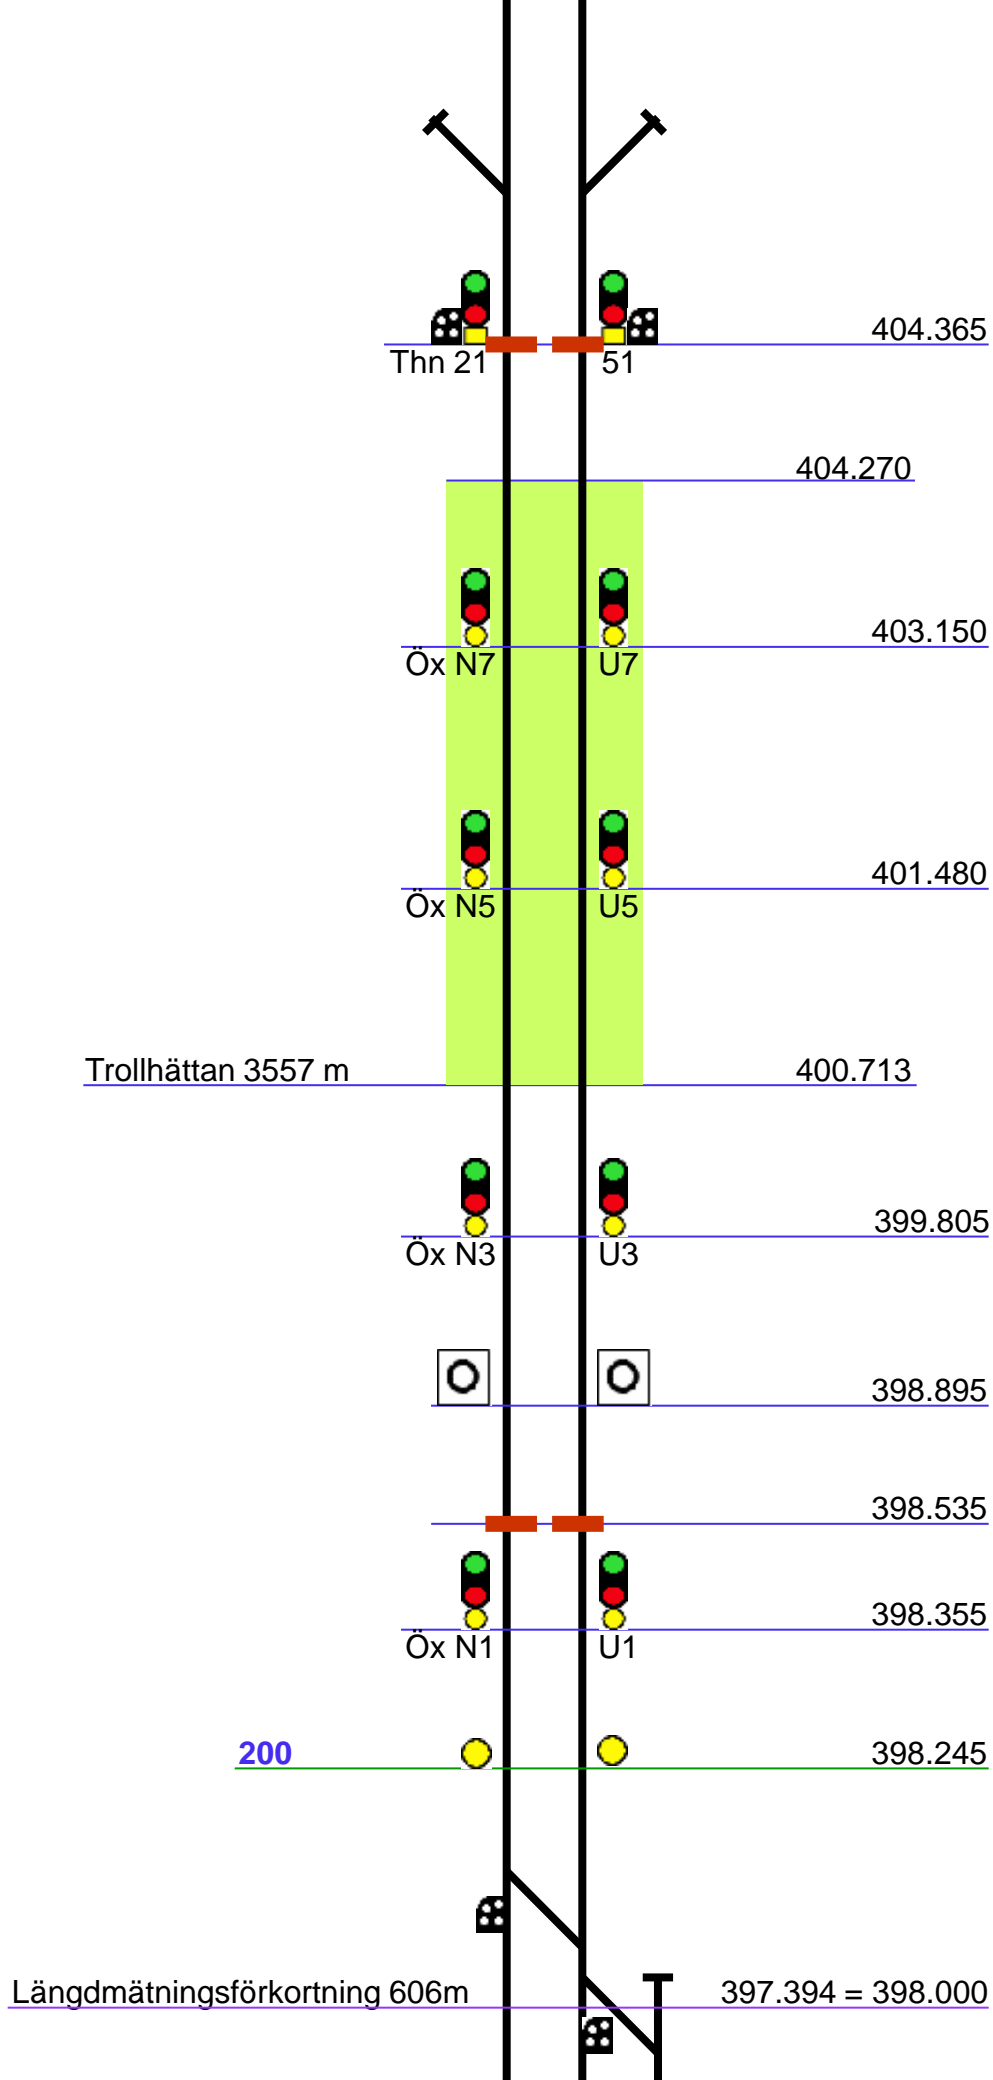 404.365
Thn 21 51
404.270
403.150
Öx N7 U7
401.480
Öx N5 U5
Trollhättan 3557 m 400.713
399.805
Öx N3 U3
398.895
398.535
398.355
Öx N1 U1
200 398.245
Längdmätningsförkortning 606m 397.394 = 398.000